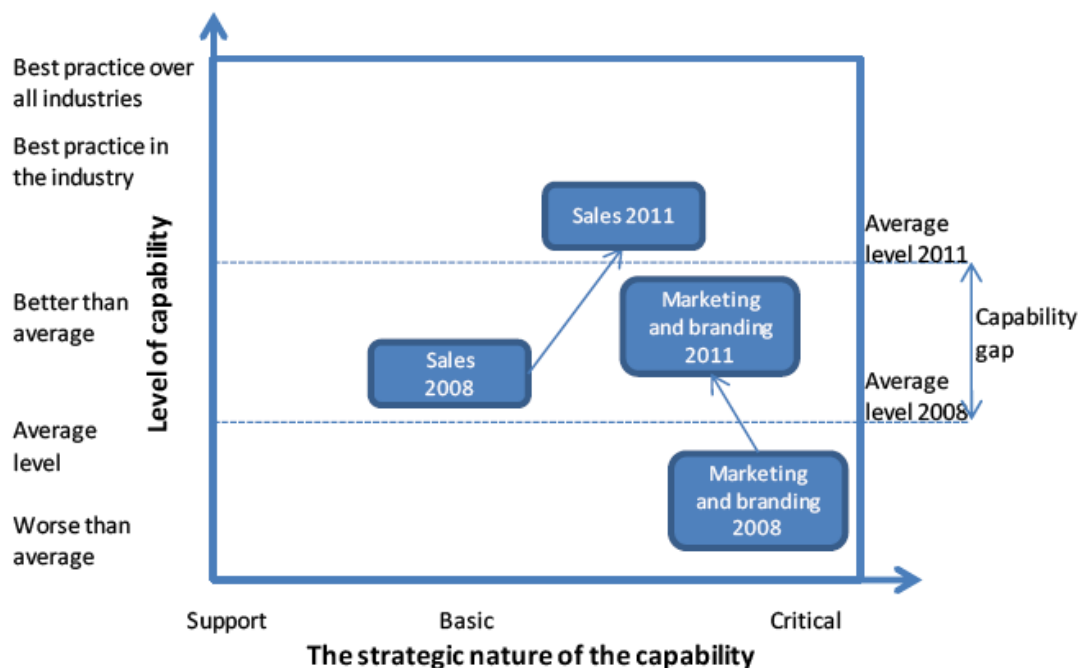 Best practice over
all industries
Best practice in
the industry
Better than
average
Average
level
Worse than
average
Level of capability
Sales 2011
Sales
2008
Marketing
and branding
2011
Marketing
and branding
2008
Average
level 2011
Capability
gap
Average
level 2008
Support
Basic
Critical
The strategic nature of the capability